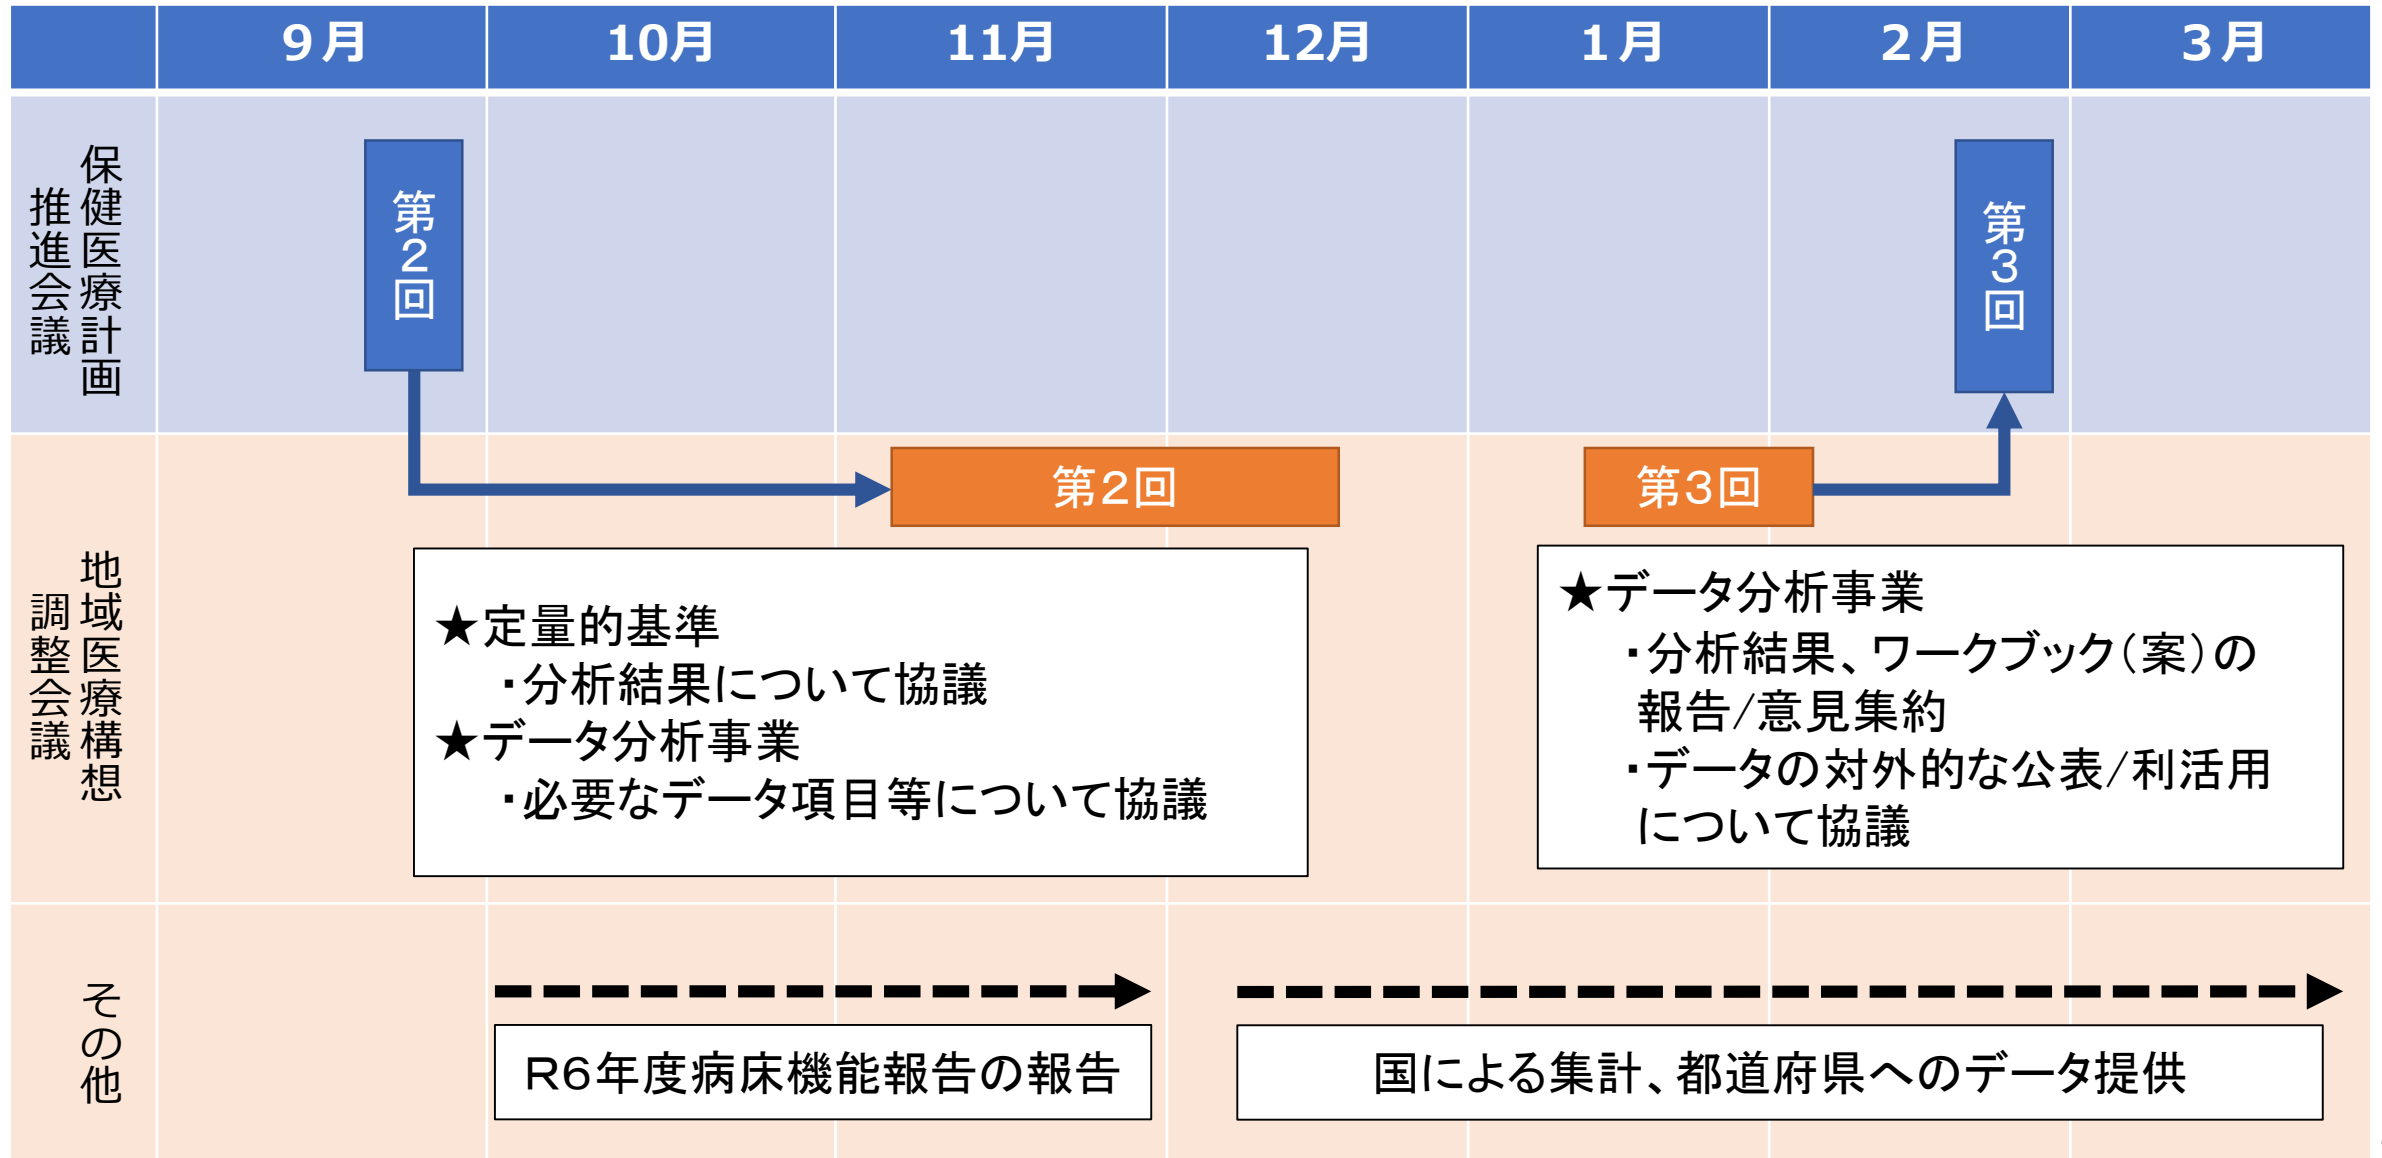 ９月
10月
11月
12月
１月
２月
３月
保健医療計画
推進会議
第２回
第３回
地域医療構想
調整会議
第２回
第３回
★定量的基準
・分析結果について協議
★データ分析事業
・必要なデータ項目等について協議
★データ分析事業
・分析結果、ワークブック（案）の
報告/意見集約
・データの対外的な公表/利活用
について協議
その他
Ｒ６年度病床機能報告の報告
国による集計、都道府県へのデータ提供